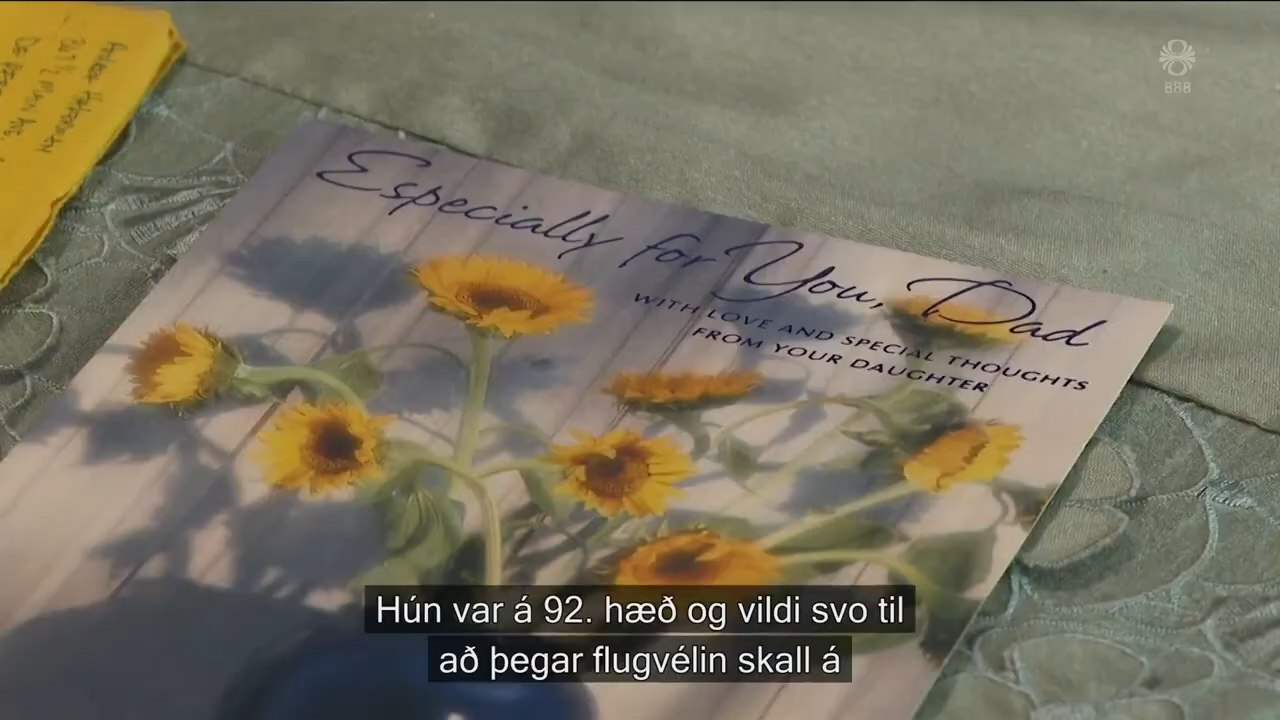 888
Especially for You, Dad
WITH LOVE AND SPECIAL THOUGHTS
FROM YOUR DAUGHTER
Hún var á 92. hæð og vildi svo til
að þegar flugvélin skall á